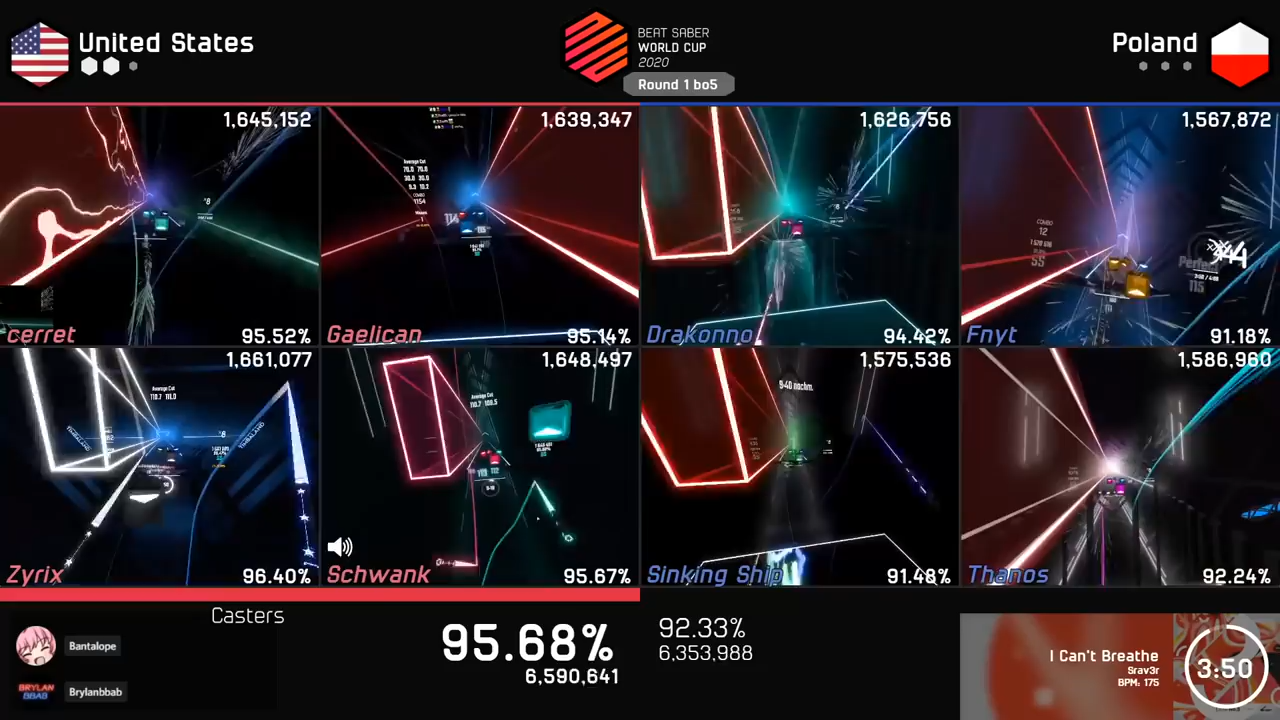 United States
BEAT SABER
WORLD CUP
2020
Round 1 bo5
Poland
1,645,152
1,639,347
1,626,756
1,567,872
cerret
95.52%
Gaelican
95.14%
Drakonno
94.42%
Fnyt
91.18%
1,661,077
1,648,497
1,575,536
1,586,960
Zyrix
96.40%
Schwank
95.67%
Sinking Ship
91.48%
Thanos
92.24%
Casters
Bantalope
BRYLAN
BBAB
Brylanbbab
95.68%
6,590,641
92.33%
6,353,988
I Can't Breathe
Srav3r
BPM: 175
3:50